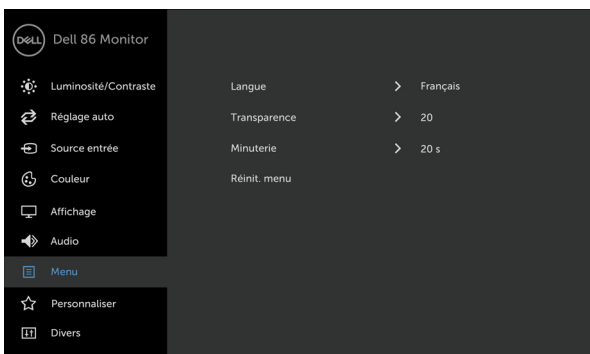 DELL Dell 86 Monitor
Luminosité/Contraste
Réglage auto
Source entrée
Couleur
Affichage
Audio
Menu
Personnaliser
Divers
Langue Français
Transparence 20
Minuterie 20 s
Réinit. menu